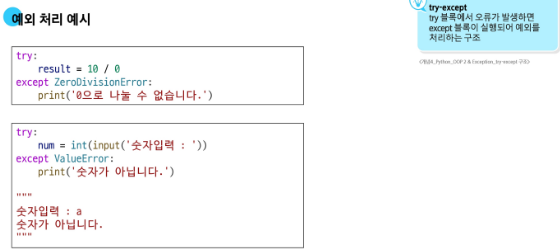 예외 처리 예시
try:
    result = 10 / 0
except ZeroDivisionError:
    print('0으로 나눌 수 없습니다.')
try:
    num = int(input('숫자입력 : '))
except ValueError:
    print('숫자가 아닙니다.')
"""
숫자입력 : a
숫자가 아닙니다.
"""
try-except
try 블록에서 오류가 발생하면
except 블록이 실행되어 예외를
처리하는 구조